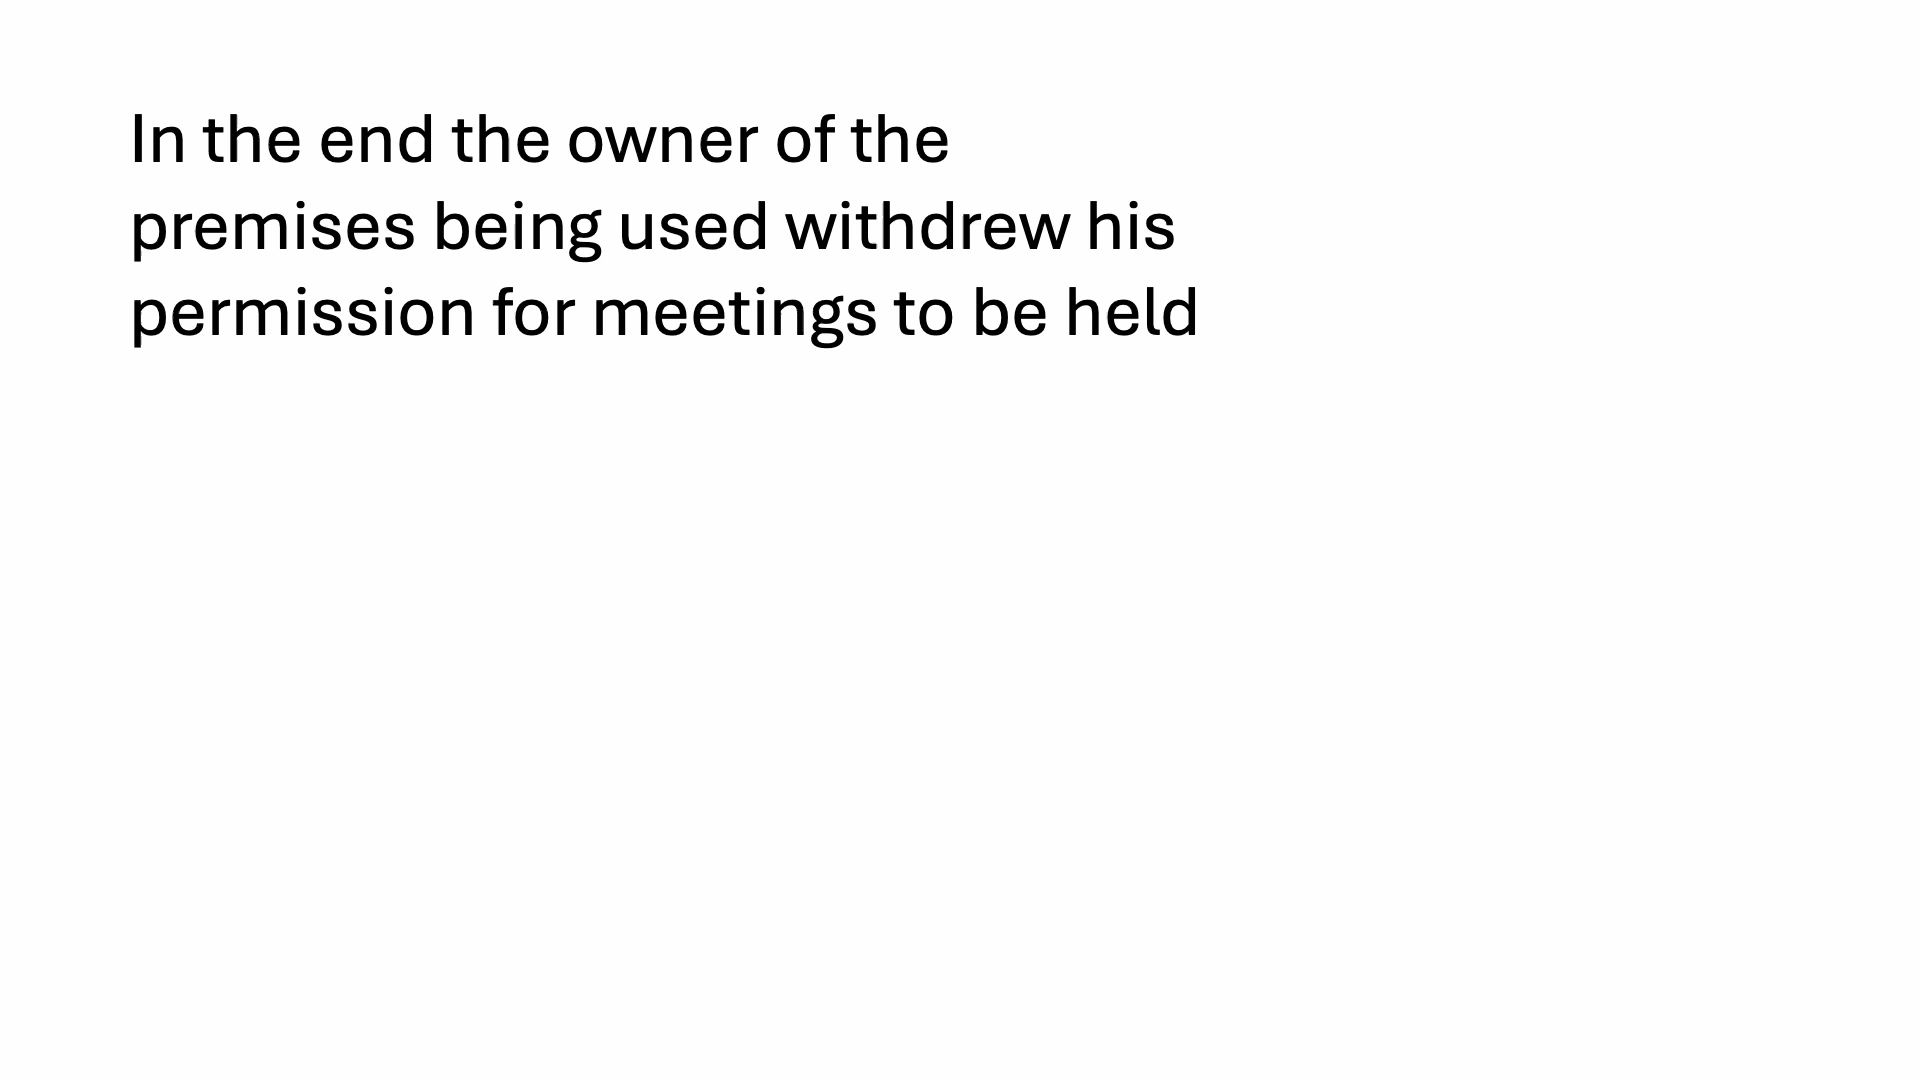 In the end the owner of the
premises being used withdrew his
permission for meetings to be held